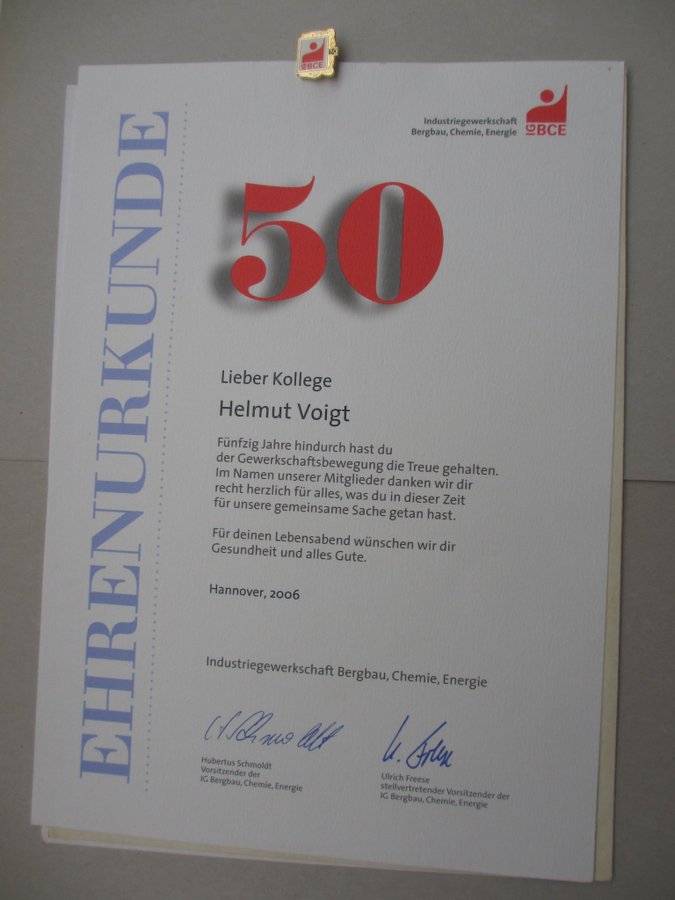 IG BCE
Industriegewerkschaft
Bergbau, Chemie, Energie
IG BCE
EHRENURKUNDE
50
Lieber Kollege
Helmut Voigt
Fünfzig Jahre hindurch hast du
der Gewerkschaftsbewegung die Treue gehalten.
Im Namen unserer Mitglieder danken wir dir
recht herzlich für alles, was du in dieser Zeit
für unsere gemeinsame Sache getan hast.
Für deinen Lebensabend wünschen wir dir
Gesundheit und alles Gute.
Hannover, 2006
Industriegewerkschaft Bergbau, Chemie, Energie
H Schmoldt
Hubertus Schmoldt
Vorsitzender der
IG Bergbau, Chemie, Energie
U. Freese
Ulrich Freese
stellvertretender Vorsitzender der
IG Bergbau, Chemie, Energie